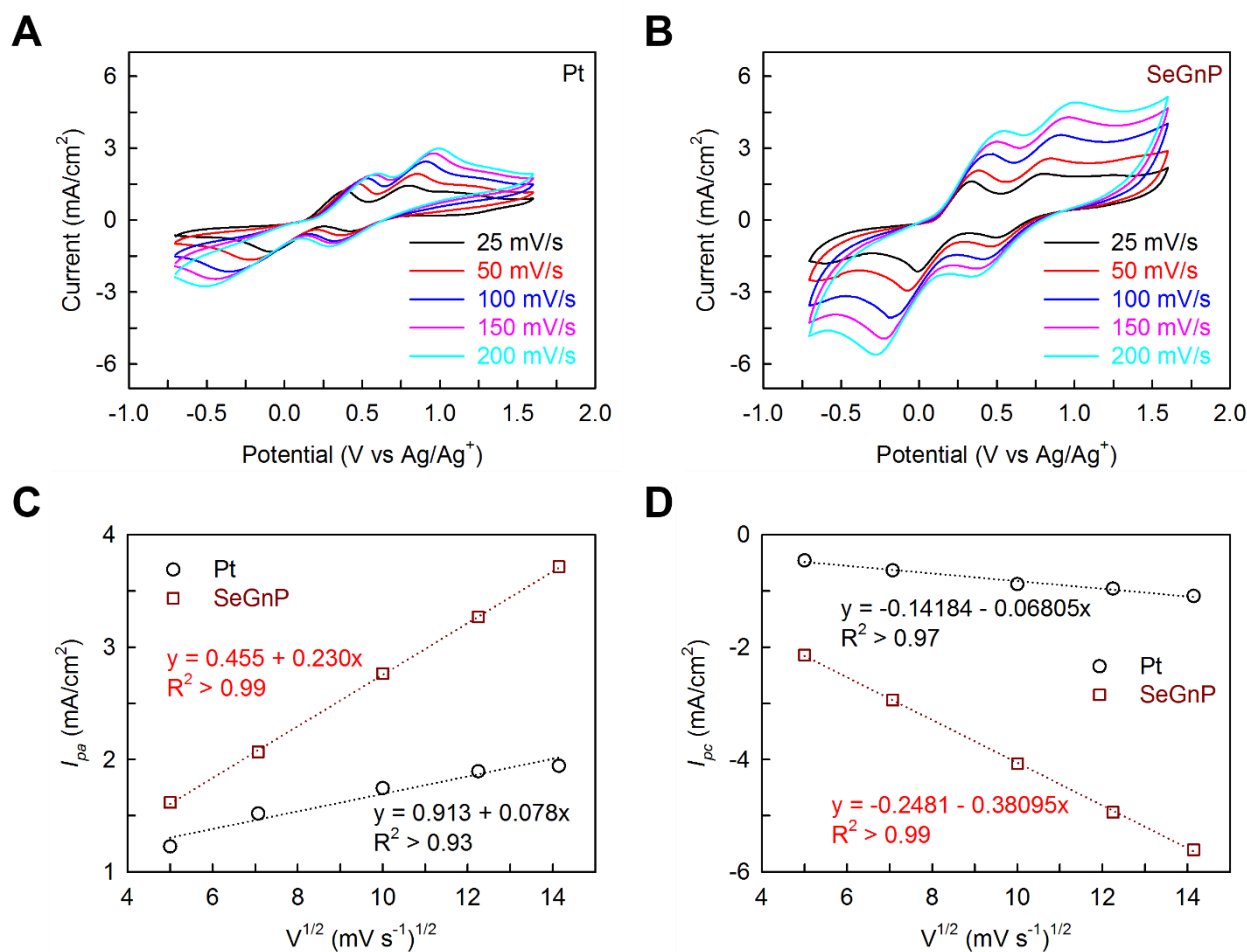 A
Pt
6
3
0
-3
-6
Current (mA/cm²)
25 mV/s
50 mV/s
100 mV/s
150 mV/s
200 mV/s
-1.0 -0.5 0.0 0.5 1.0 1.5 2.0
Potential (V vs Ag/Ag⁺)
B
SeGnP
6
3
0
-3
-6
Current (mA/cm²)
25 mV/s
50 mV/s
100 mV/s
150 mV/s
200 mV/s
-1.0 -0.5 0.0 0.5 1.0 1.5 2.0
Potential (V vs Ag/Ag⁺)
C
4
3
2
1
I_pa (mA/cm²)
Pt
SeGnP
y = 0.455 + 0.230x
R² > 0.99
y = 0.913 + 0.078x
R² > 0.93
4 6 8 10 12 14
V^1/2 (mV s⁻¹)^1/2
D
0
-2
-4
-6
I_pc (mA/cm²)
y = -0.14184 - 0.06805x
R² > 0.97
Pt
SeGnP
y = -0.2481 - 0.38095x
R² > 0.99
4 6 8 10 12 14
V^1/2 (mV s⁻¹)^1/2